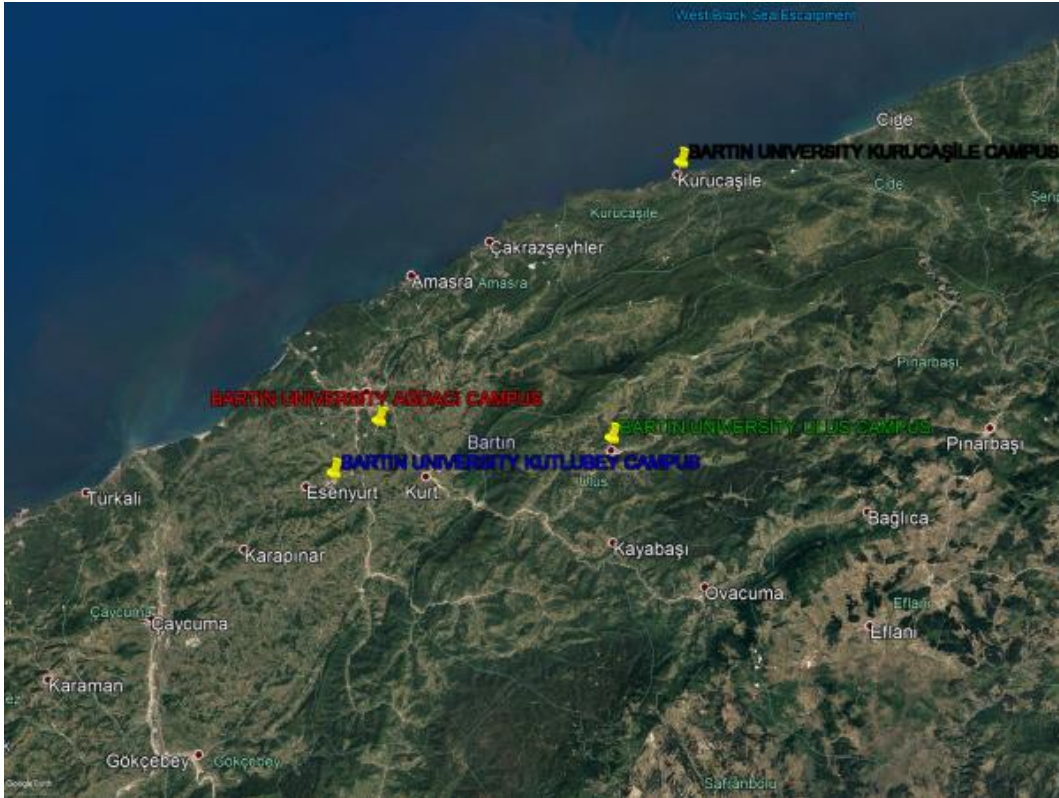 West Black Sea Escarpment
Cide
BARTIN UNIVERSITY KURUCAŞİLE CAMPUS
Kurucaşile
Cide
Kurucaşile
Çakrazşeyhler
Amasra Amasra
Pınarbaşı
BARTIN UNIVERSITY AĞDACI CAMPUS
BARTIN UNIVERSITY ULUS CAMPUS
Bartın
Pınarbaşı
BARTIN UNIVERSITY KUTLUBEY CAMPUS
Ulus
Esenyurt
Kurt
Türkali
Bağlıca
Karapınar
Kayabaşı
Ovacuma
Eflani
Çaycuma
Çaycuma
Eflani
Karaman
Gökçebey
Gökçebey
Safranbolu
Google Earth